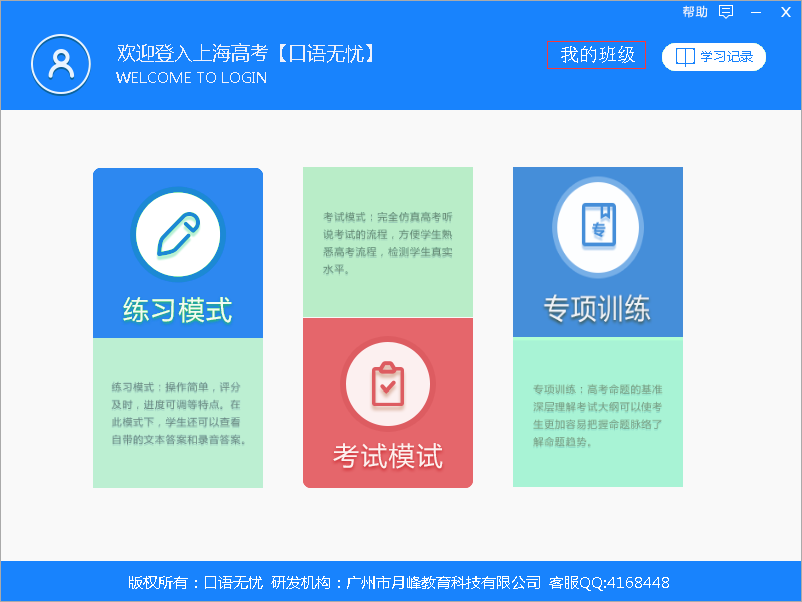 帮助
欢迎登入上海高考【口语无忧】
WELCOME TO LOGIN
我的班级
学习记录
练习模式
练习模式：操作简单，评分
及时，进度可调等特点。在
此模式下，学生还可以查看
自带的文本答案和录音答案。
考试模式：完全仿真高考听
说考试的流程，方便学生熟
悉高考流程，检测学生真实
水平。
考试模试
专
专项训练
专项训练：高考命题的基准
深层理解考试大纲可以使考
生更加容易把握命题脉络了
解命题趋势。
版权所有：口语无忧 研发机构：广州市月峰教育科技有限公司 客服QQ:4168448